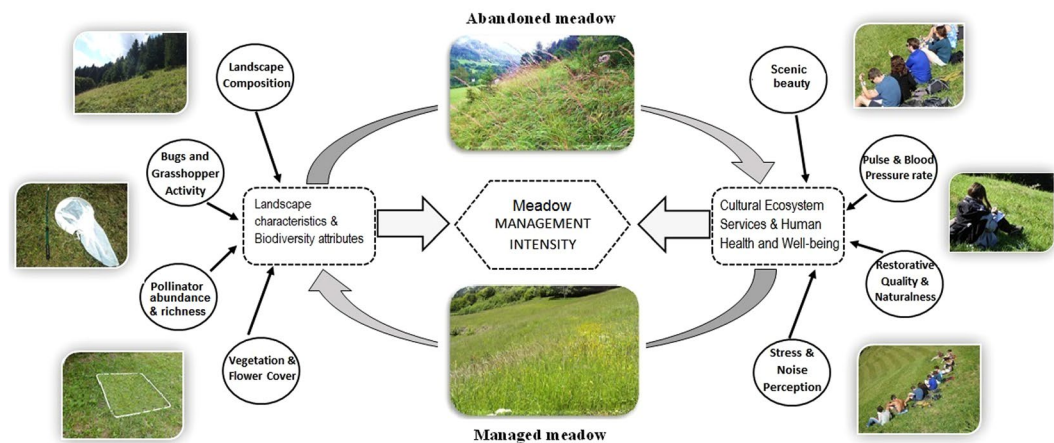 Abandoned meadow
Landscape
Composition
Bugs and
Grasshopper
Activity
Pollinator
abundance
& richness
Vegetation &
Flower Cover
Landscape
characteristics &
Biodiversity attributes
Meadow
MANAGEMENT
INTENSITY
Cultural Ecosystem
Services & Human
Health and Well-being
Scenic
beauty
Pulse & Blood
Pressure rate
Restorative
Quality &
Naturalness
Stress &
Noise
Perception
Managed meadow